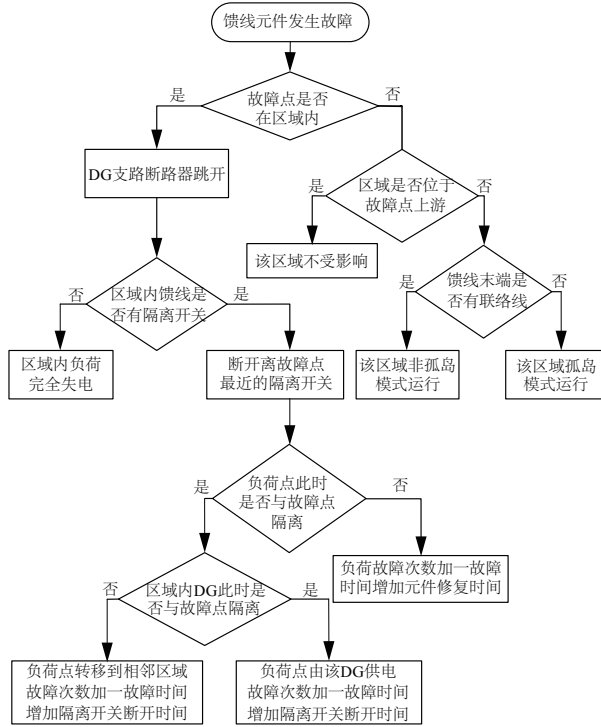 馈线元件发生故障
是
故障点是否
在区域内
否
DG支路断路器跳开
是
区域是否位于
故障点上游
否
该区域不受影响
否
区域内馈线是
否有隔离开关
是
是
馈线末端是
否有联络线
否
区域内负荷
完全失电
断开离故障点
最近的隔离开关
该区域非孤岛
模式运行
该区域孤岛
模式运行
是
负荷点此时
是否与故障点
隔离
否
负荷故障次数加一故障
时间增加元件修复时间
否
区域内DG此时是
否与故障点隔离
是
负荷点转移到相邻区域
故障次数加一故障时间
增加隔离开关断开时间
负荷点由该DG供电
故障次数加一故障时间
增加隔离开关断开时间